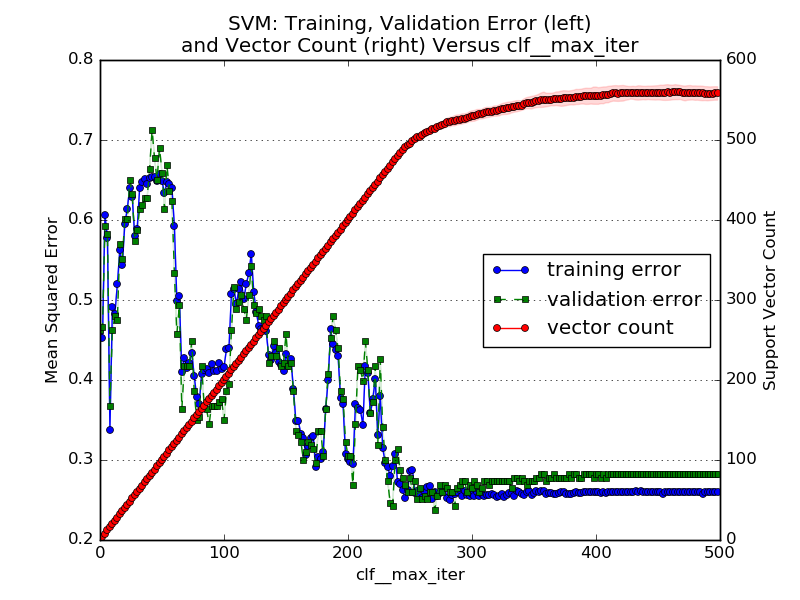 SVM: Training, Validation Error (left)
and Vector Count (right) Versus clf__max_iter
Mean Squared Error
0.8
0.7
0.6
0.5
0.4
0.3
0.2
training error
validation error
vector count
600
500
400
300
200
100
0
Support Vector Count
0 100 200 300 400 500
clf__max_iter